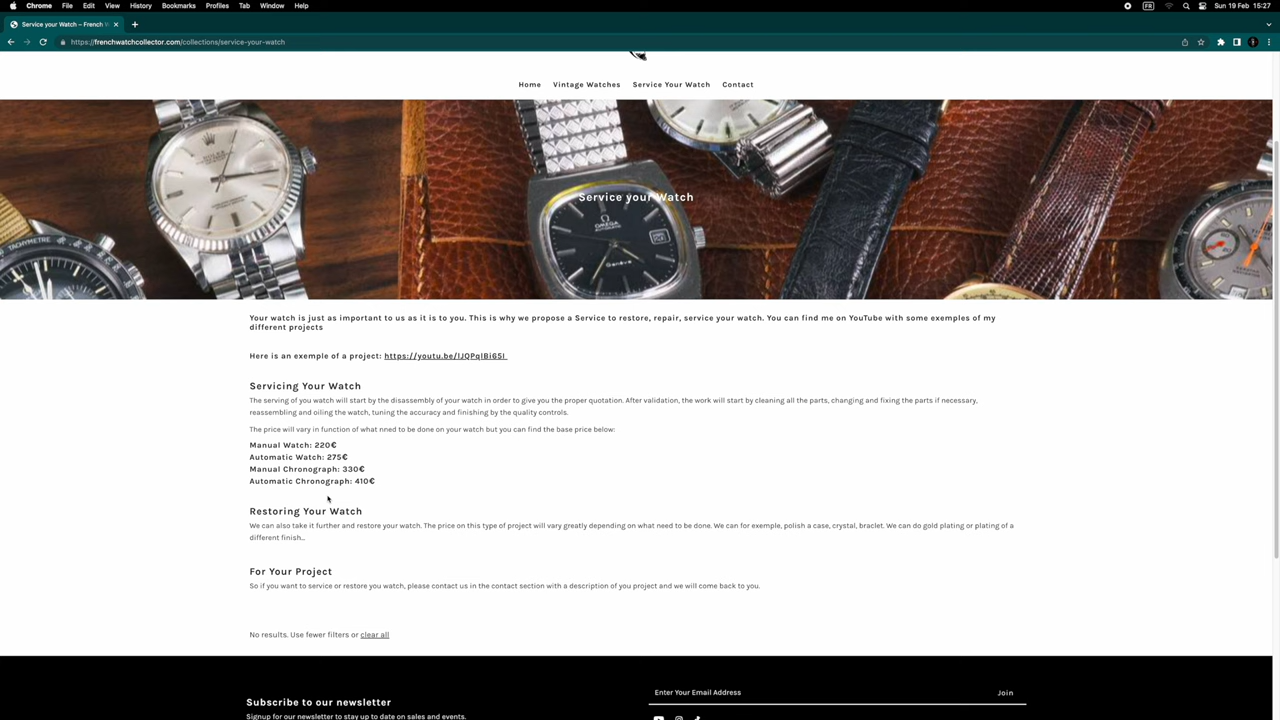 Chrome File Edit View History Bookmarks Profiles Tab Window Help FR Sun 19 Feb 15:27
Service your Watch – French W
https://frenchwatchcollector.com/collections/service-your-watch
Home Vintage Watches Service Your Watch Contact
Service your Watch
ROLEX
OMEGA
AUTOMATIC
Genève
TACHYMETRE
Your watch is just as important to us as it is to you. This is why we propose a Service to restore, repair, service your watch. You can find me on YouTube with some exemples of my
different projects
Here is an exemple of a project: https://youtu.be/lJQPqlBi65I
Servicing Your Watch
The serving of you watch will start by the disassembly of your watch in order to give you the proper quotation. After validation, the work will start by cleaning all the parts, changing and fixing the parts if necessary,
reassembling and oiling the watch, tuning the accuracy and finishing by the quality controls.
The price will vary in function of what nned to be done on your watch but you can find the base price below:
Manual Watch: 220€
Automatic Watch: 275€
Manual Chronograph: 330€
Automatic Chronograph: 410€
Restoring Your Watch
We can also take it further and restore your watch. The price on this type of project will vary greatly depending on what need to be done. We can for example, polish a case, crystal, braclet. We can do gold plating or plating of a
different finish...
For Your Project
So if you want to service or restore you watch, please contact us in the contact section with a description of you project and we will come back to you.
No results. Use fewer filters or clear all
Subscribe to our newsletter
Enter Your Email Address Join
Signup for our newsletter to stay up to date on sales and events.